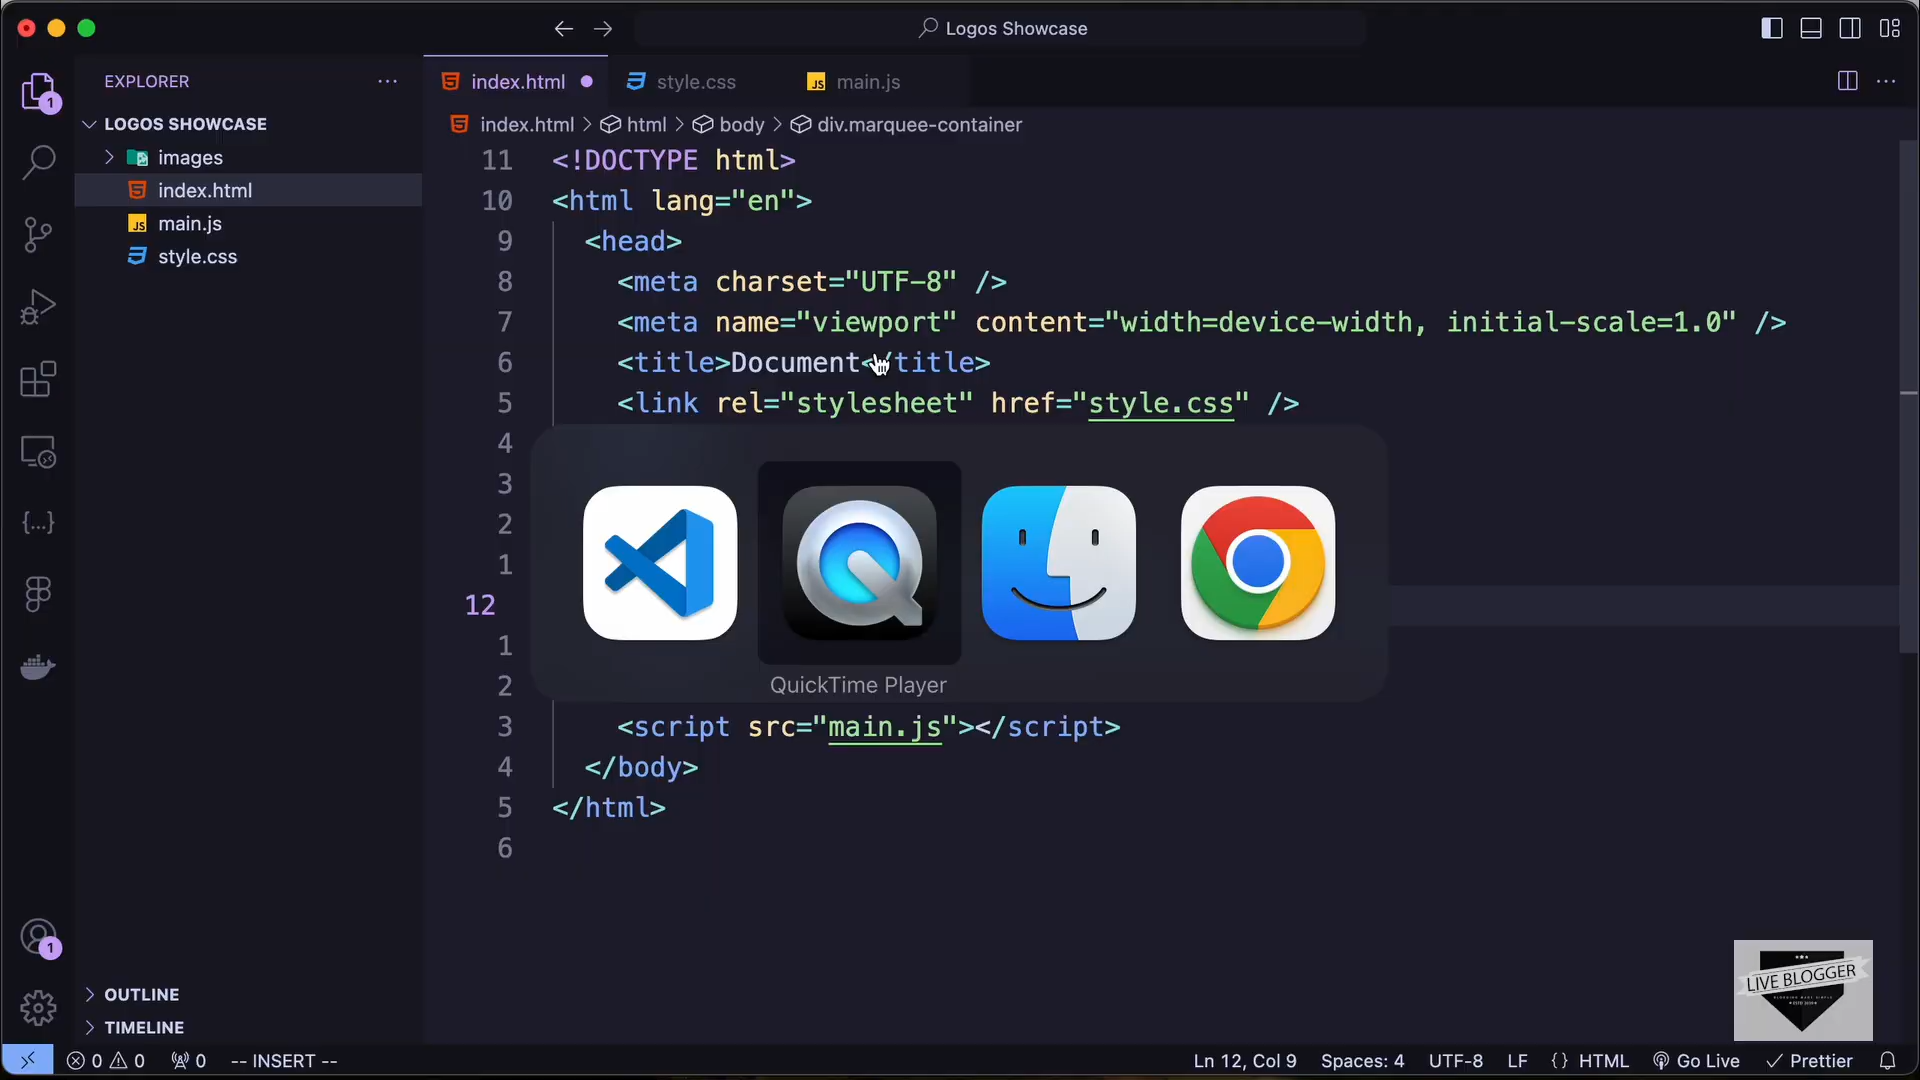 Logos Showcase
EXPLORER
index.html
style.css
JS main.js
LOGOS SHOWCASE
index.html > html > body > div.marquee-container
images
index.html
JS main.js
style.css
11 <!DOCTYPE html>
10 <html lang="en">
9 <head>
8 <meta charset="UTF-8" />
7 <meta name="viewport" content="width=device-width, initial-scale=1.0" />
6 <title>Document</title>
5 <link rel="stylesheet" href="style.css" />
4
3
2
1
12
1
2
QuickTime Player
3 <script src="main.js"></script>
4 </body>
5 </html>
6
1
1
OUTLINE
TIMELINE
LIVE BLOGGER
0 0 0 -- INSERT --
Ln 12, Col 9 Spaces: 4 UTF-8 LF {} HTML Go Live Prettier